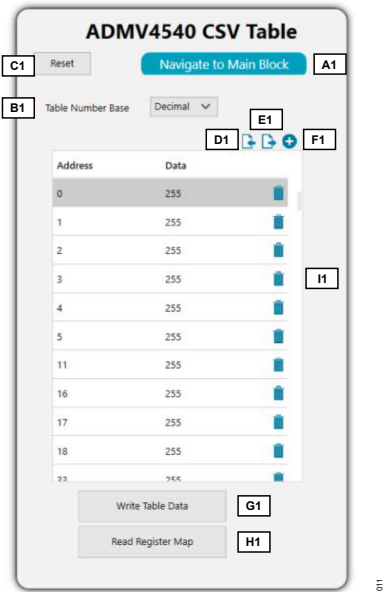 ADMV4540 CSV Table
C1 Reset Navigate to Main Block A1
B1 Table Number Base Decimal
E1
D1 F1
Address Data
0 255
1 255
2 255
3 255 I1
4 255
5 255
11 255
16 255
17 255
18 255
33 255
Write Table Data G1
Read Register Map H1
011